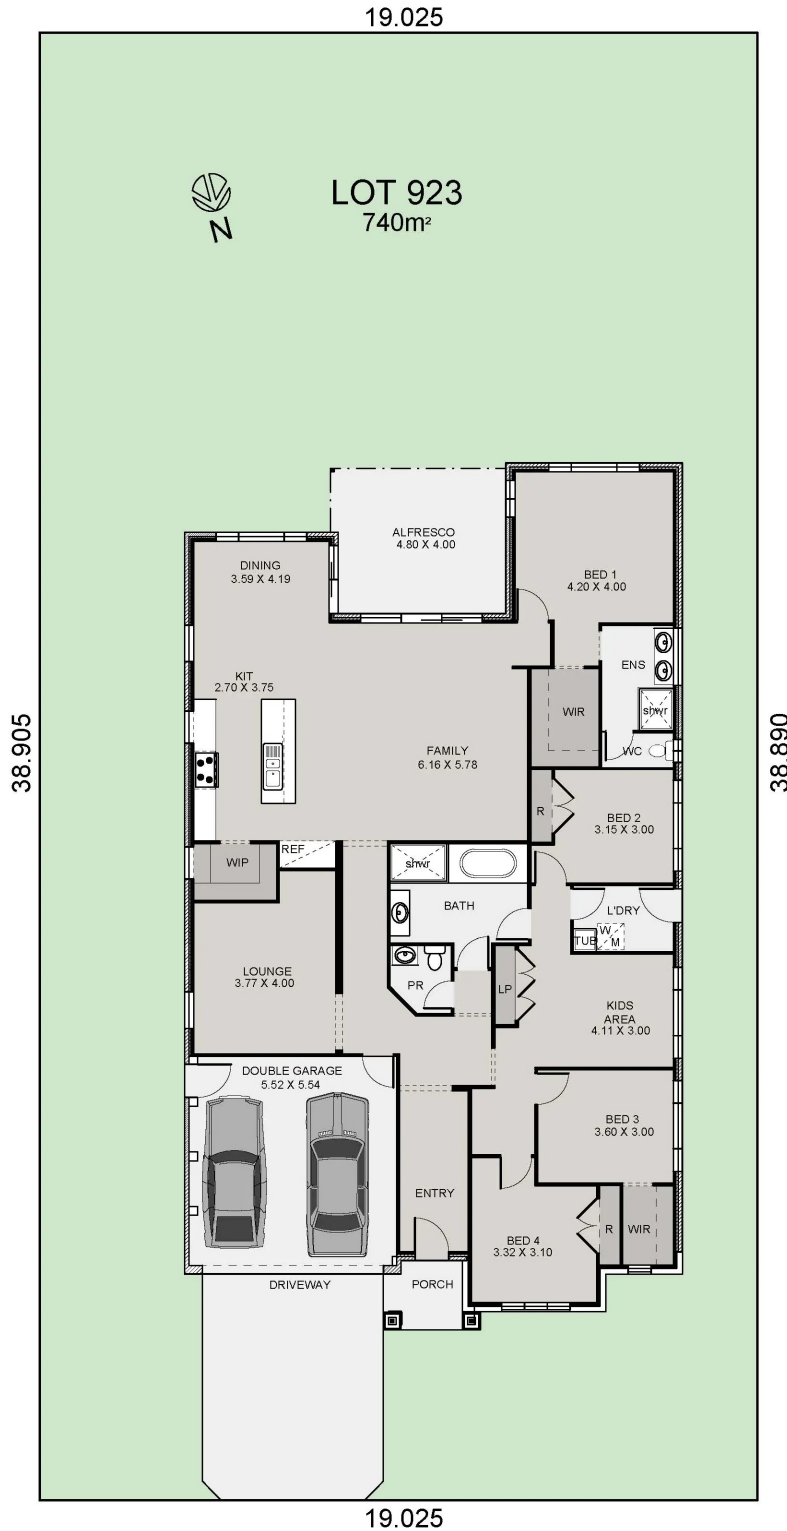 19.025
LOT 923
740m²
N
ALFRESCO
4.80 X 4.00
DINING
3.59 X 4.19
BED 1
4.20 X 4.00
ENS
KIT
2.70 X 3.75
WIR
shwr
38.905
38.890
WC
FAMILY
6.16 X 5.78
R
BED 2
3.15 X 3.00
REF
WIP
shwr
BATH
L'DRY
W
M
TUB
LOUNGE
3.77 X 4.00
PR
LP
KIDS
AREA
4.11 X 3.00
DOUBLE GARAGE
5.52 X 5.54
BED 3
3.60 X 3.00
ENTRY
BED 4
3.32 X 3.10
R
WIR
DRIVEWAY
PORCH
19.025